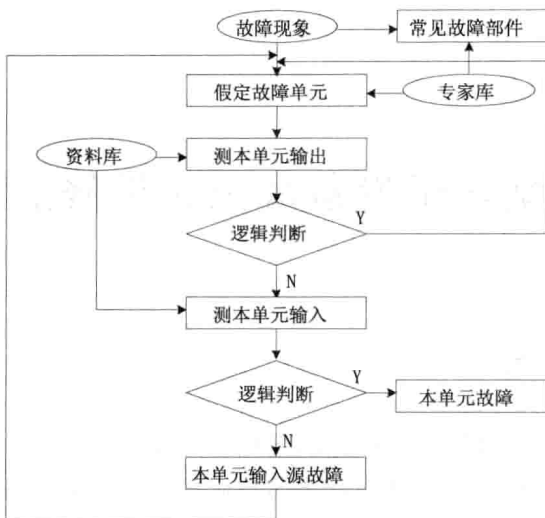 故障现象
常见故障部件
假定故障单元
专家库
资料库
测本单元输出
逻辑判断
Y
N
测本单元输入
逻辑判断
Y
本单元故障
N
本单元输入源故障